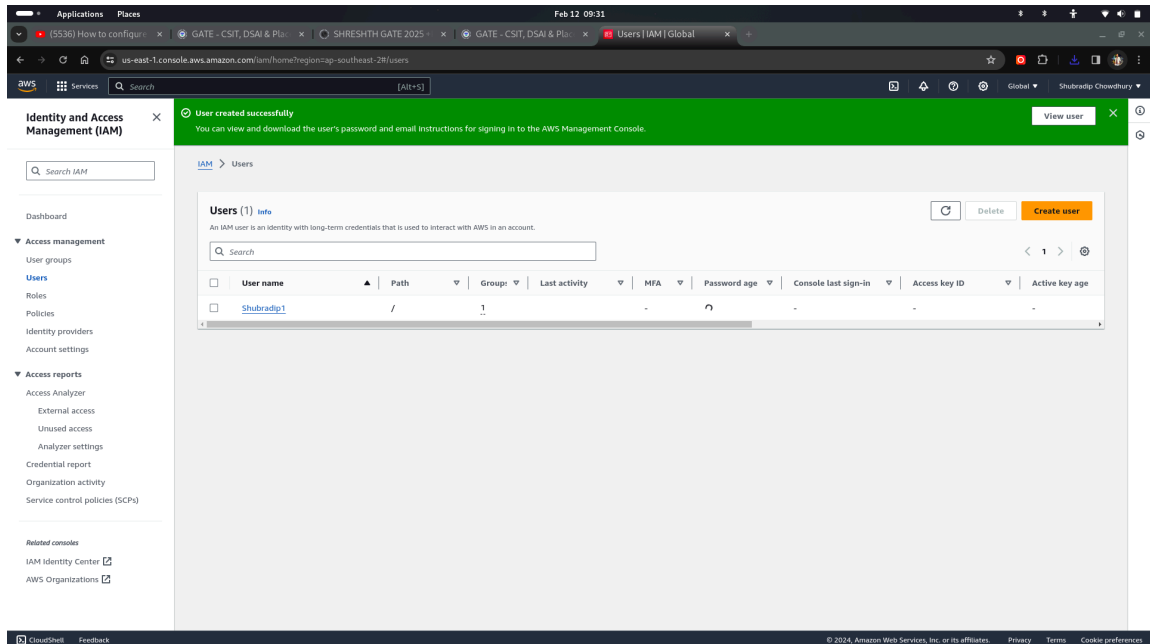 Applications Places Feb 12 09:31
(5536) How to configure GATE - CSIT, DSAI & Plac SHRESHTH GATE 2025 GATE - CSIT, DSAI & Plac Users | IAM | Global
us-east-1.console.aws.amazon.com/iam/home?region=ap-southeast-2#/users
aws Services Search [Alt+S] Global Shubradip Chowdhury
Identity and Access
Management (IAM)
Search IAM
Dashboard
Access management
User groups
Users
Roles
Policies
Identity providers
Account settings
Access reports
Access Analyzer
External access
Unused access
Analyzer settings
Credential report
Organization activity
Service control policies (SCPs)
Related consoles
IAM Identity Center
AWS Organizations
User created successfully
You can view and download the user's password and email instructions for signing in to the AWS Management Console.
View user
IAM > Users
Users (1) Info
Delete Create user
An IAM user is an identity with long-term credentials that is used to interact with AWS in an account.
Search
1
User name Path Group: Last activity MFA Password age Console last sign-in Access key ID Active key age
Shubradip1 / 1 - - - -
CloudShell Feedback © 2024, Amazon Web Services, Inc. or its affiliates. Privacy Terms Cookie preferences